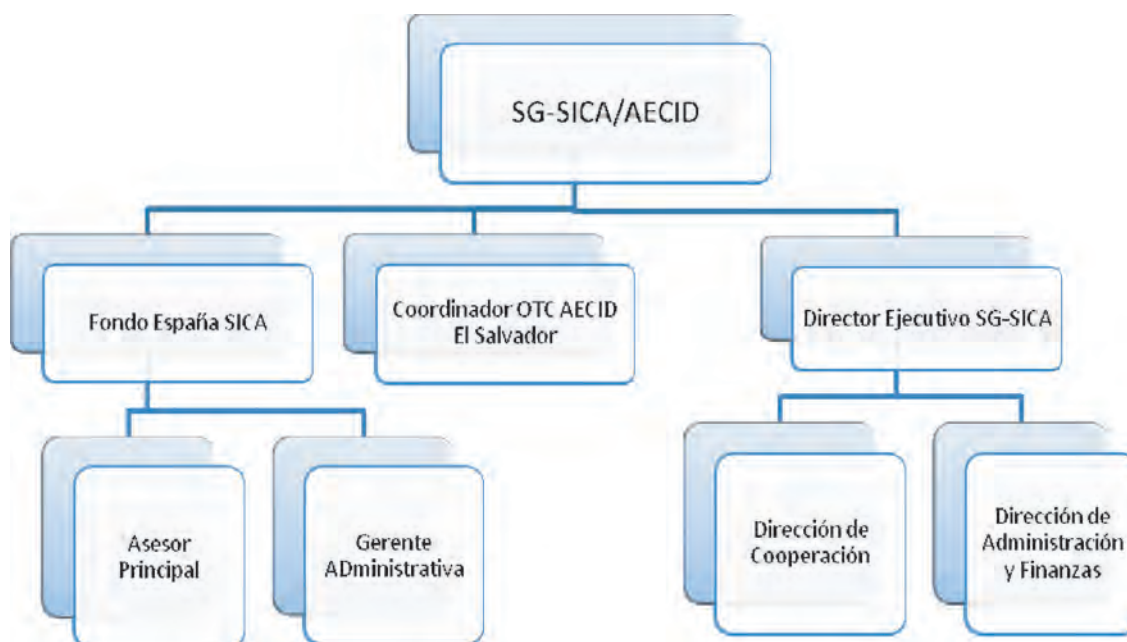 SG-SICA/AECID
Fondo España SICA
Coordinador OTC AECID
El Salvador
Director Ejecutivo SG-SICA
Asesor
Principal
Gerente
ADministrativa
Dirección de
Cooperación
Dirección de
Administración
y Finanzas